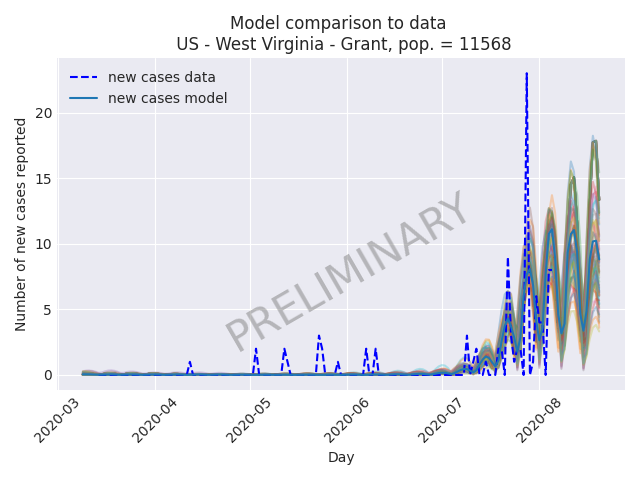 Model comparison to data
US - West Virginia - Grant, pop. = 11568
new cases data
new cases model
Number of new cases reported
20
15
10
5
0
PRELIMINARY
2020-03
2020-04
2020-05
2020-06
2020-07
2020-08
Day